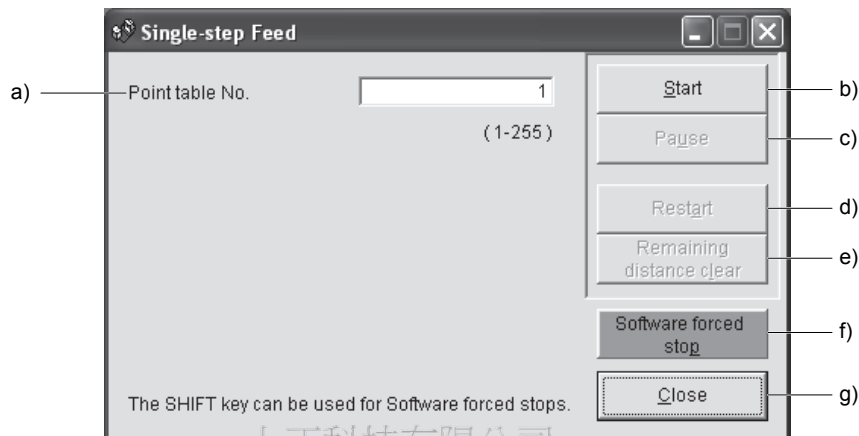 Single-step Feed
a)
Point table No.
1
(1-255)
Start
b)
Pause
c)
Restart
d)
Remaining
distance clear
e)
Software forced
stop
f)
The SHIFT key can be used for Software forced stops.
Close
g)